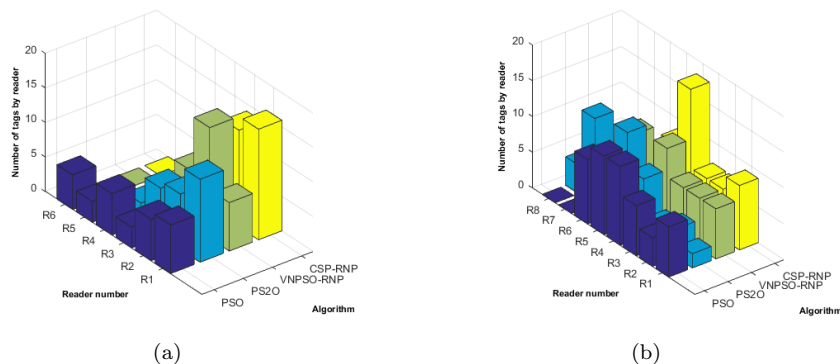 20
15
10
5
0
Number of tags by reader
R6
R5
R4
R3
R2
R1
Reader number
PSO
PS2O
VNPSO-RNP
CSP-RNP
Algorithm
(a)
20
15
10
5
0
Number of tags by reader
R8
R7
R6
R5
R4
R3
R2
R1
Reader number
PSO
PS2O
VNPSO-RNP
CSP-RNP
Algorithm
(b)